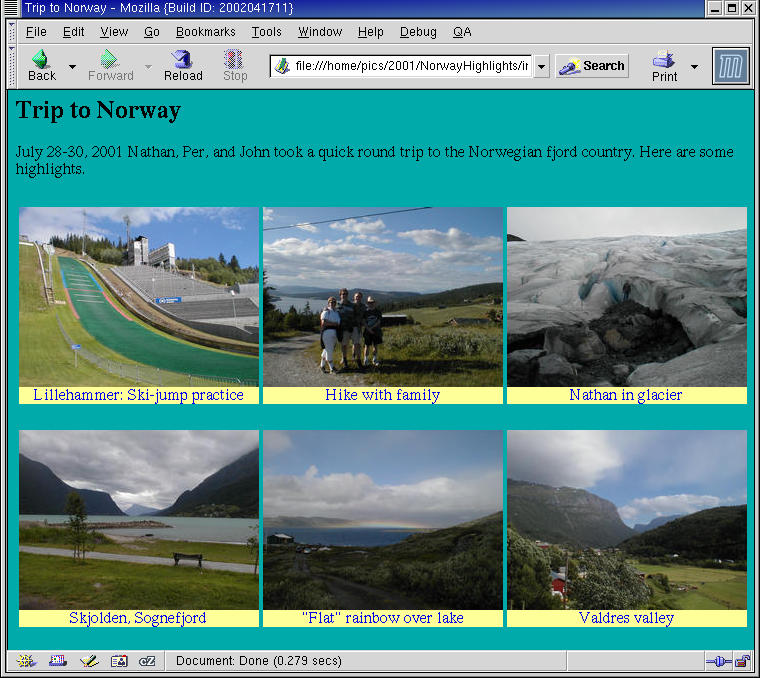 Trip to Norway - Mozilla {Build ID: 2002041711}
File Edit View Go Bookmarks Tools Window Help Debug QA
Back Forward Reload Stop file:///home/pics/2001/NorwayHighlights/ir Search Print
Trip to Norway
July 28-30, 2001 Nathan, Per, and John took a quick round trip to the Norwegian fjord country. Here are some
highlights.
Lillehammer: Ski-jump practice Hike with family Nathan in glacier
Skjolden, Sognefjord "Flat" rainbow over lake Valdres valley
Document: Done (0.279 secs)